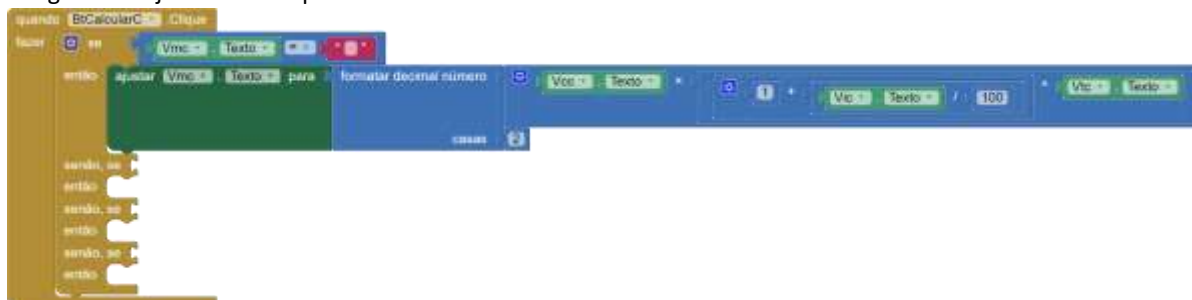 quando BtCalcularC Clique
fazer se Vmc . Texto = " "
então ajustar Vmc . Texto para formatar decimal número Vcc . Texto * 1 + Vic . Texto / 100 ^ Vtc . Texto
casas 2
senão, se
então
senão, se
então
senão, se
então